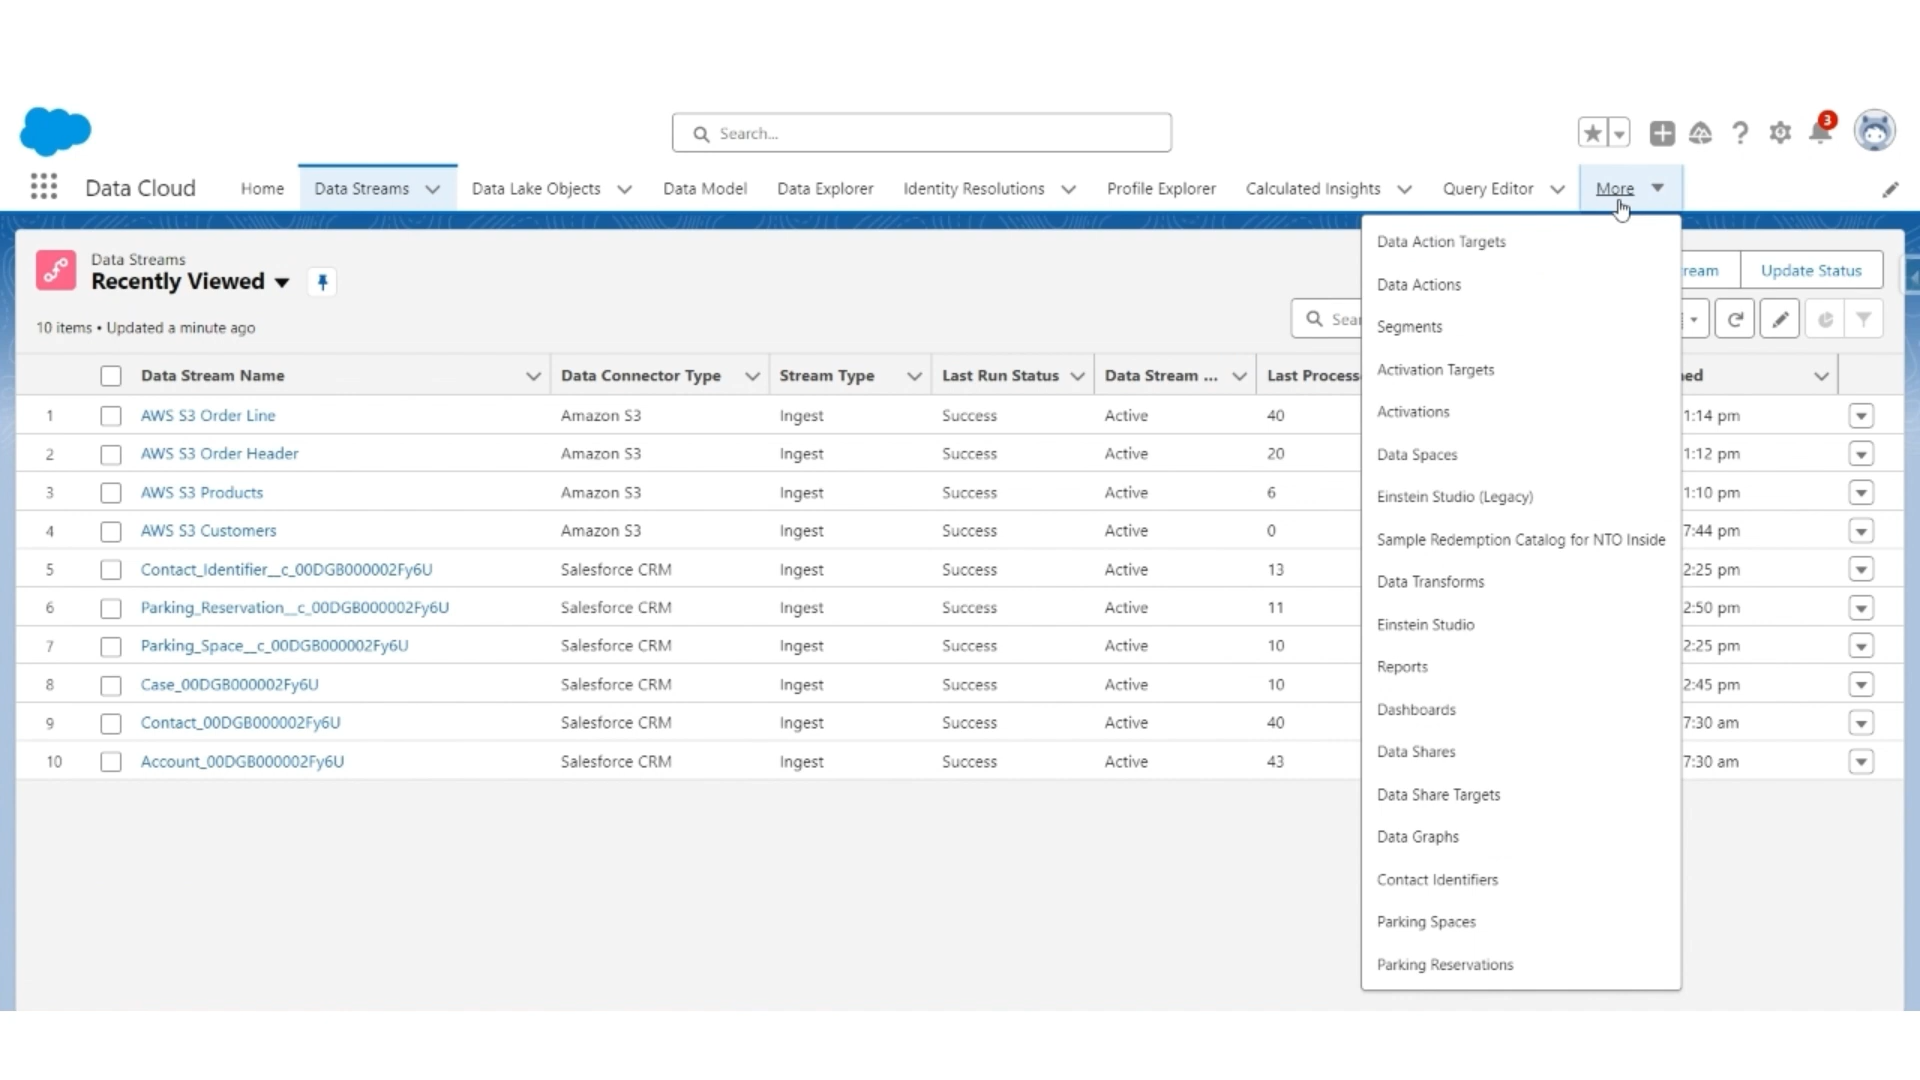 Search...
3
Data Cloud Home Data Streams Data Lake Objects Data Model Data Explorer Identity Resolutions Profile Explorer Calculated Insights Query Editor More
Data Streams
Recently Viewed
10 items • Updated a minute ago
ream Update Status
Sear
Data Stream Name Data Connector Type Stream Type Last Run Status Data Stream ... Last Process ed
1 AWS S3 Order Line Amazon S3 Ingest Success Active 40 1:14 pm
2 AWS S3 Order Header Amazon S3 Ingest Success Active 20 1:12 pm
3 AWS S3 Products Amazon S3 Ingest Success Active 6 1:10 pm
4 AWS S3 Customers Amazon S3 Ingest Success Active 0 7:44 pm
5 Contact_Identifier__c_00DGB000002Fy6U Salesforce CRM Ingest Success Active 13 2:25 pm
6 Parking_Reservation__c_00DGB000002Fy6U Salesforce CRM Ingest Success Active 11 2:50 pm
7 Parking_Space__c_00DGB000002Fy6U Salesforce CRM Ingest Success Active 10 2:25 pm
8 Case_00DGB000002Fy6U Salesforce CRM Ingest Success Active 10 2:45 pm
9 Contact_00DGB000002Fy6U Salesforce CRM Ingest Success Active 40 7:30 am
10 Account_00DGB000002Fy6U Salesforce CRM Ingest Success Active 43 7:30 am
Data Action Targets
Data Actions
Segments
Activation Targets
Activations
Data Spaces
Einstein Studio (Legacy)
Sample Redemption Catalog for NTO Inside
Data Transforms
Einstein Studio
Reports
Dashboards
Data Shares
Data Share Targets
Data Graphs
Contact Identifiers
Parking Spaces
Parking Reservations